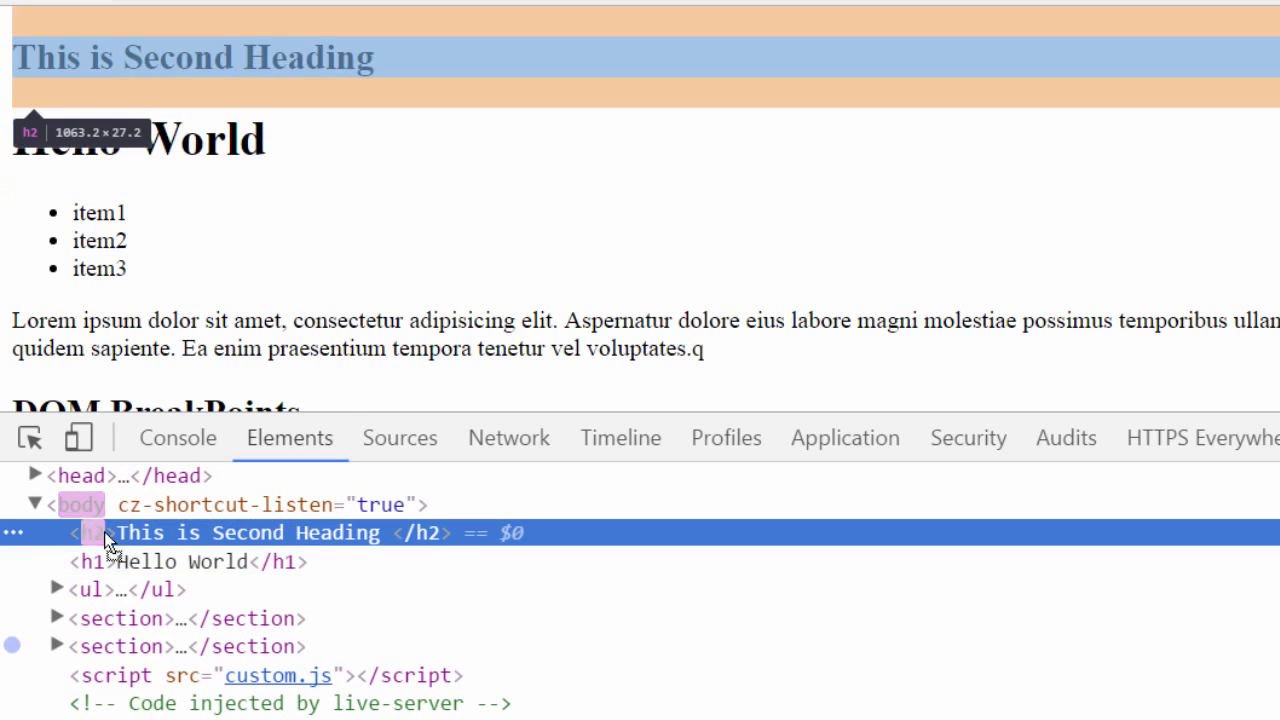 This is Second Heading
h2 1063.2 × 27.2
Hello World
• item1
• item2
• item3
Lorem ipsum dolor sit amet, consectetur adipisicing elit. Aspernatur dolore eius labore magni molestiae possimus temporibus ullan
quidem sapiente. Ea enim praesentium tempora tenetur vel voluptates.q
DOM BreakPoints
Console Elements Sources Network Timeline Profiles Application Security Audits HTTPS Everywhe
<head>…</head>
<body cz-shortcut-listen="true">
<h2>This is Second Heading </h2> == $0
<h1>Hello World</h1>
<ul>…</ul>
<section>…</section>
<section>…</section>
<script src="custom.js"></script>
<!-- Code injected by live-server -->